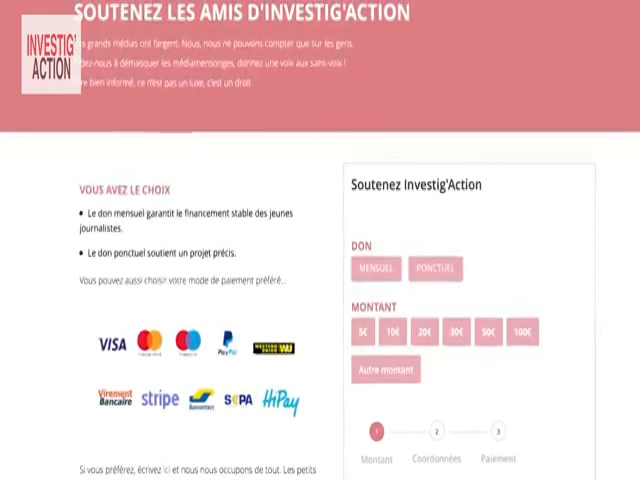 SOUTENEZ LES AMIS D'INVESTIG'ACTION
INVESTIG'
ACTION
s grands médias ont l'argent. Nous, nous ne pouvons compter que sur les gens.
dez-nous à démasquer les médiamensonges, donnez une voix aux sans-voix !
re bien informé, ce n'est pas un luxe, c'est un droit
VOUS AVEZ LE CHOIX
• Le don mensuel garantit le financement stable des jeunes
journalistes.
• Le don ponctuel soutient un projet précis.
Vous pouvez aussi choisir votre mode de paiement préféré...
VISA
PayPal
WESTERN UNION WU
Virement
Bancaire
stripe
Bancontact
SEPA
HiPay
Si vous préférez, écrivez ici et nous nous occupons de tout. Les petits
Soutenez Investig'Action
DON
MENSUEL PONCTUEL
MONTANT
5€ 10€ 20€ 30€ 50€ 100€
Autre montant
1 2 3
Montant Coordonnées Paiement